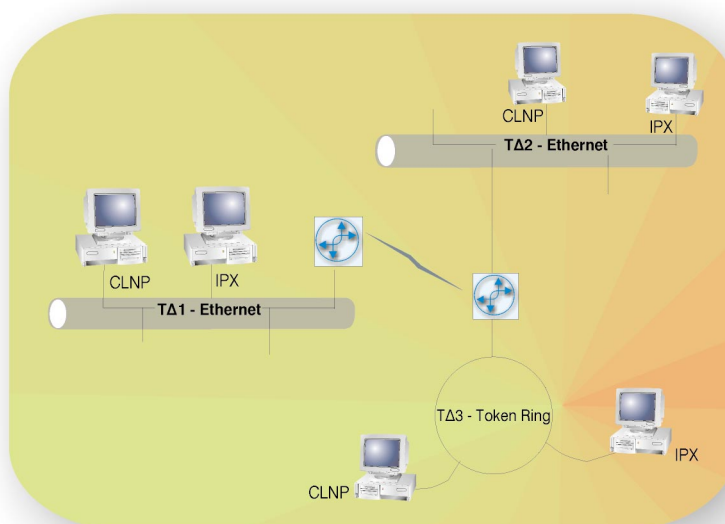 CLNP
IPX
ΤΔ2 - Ethernet
CLNP
IPX
ΤΔ1 - Ethernet
ΤΔ3 - Token Ring
CLNP
IPX